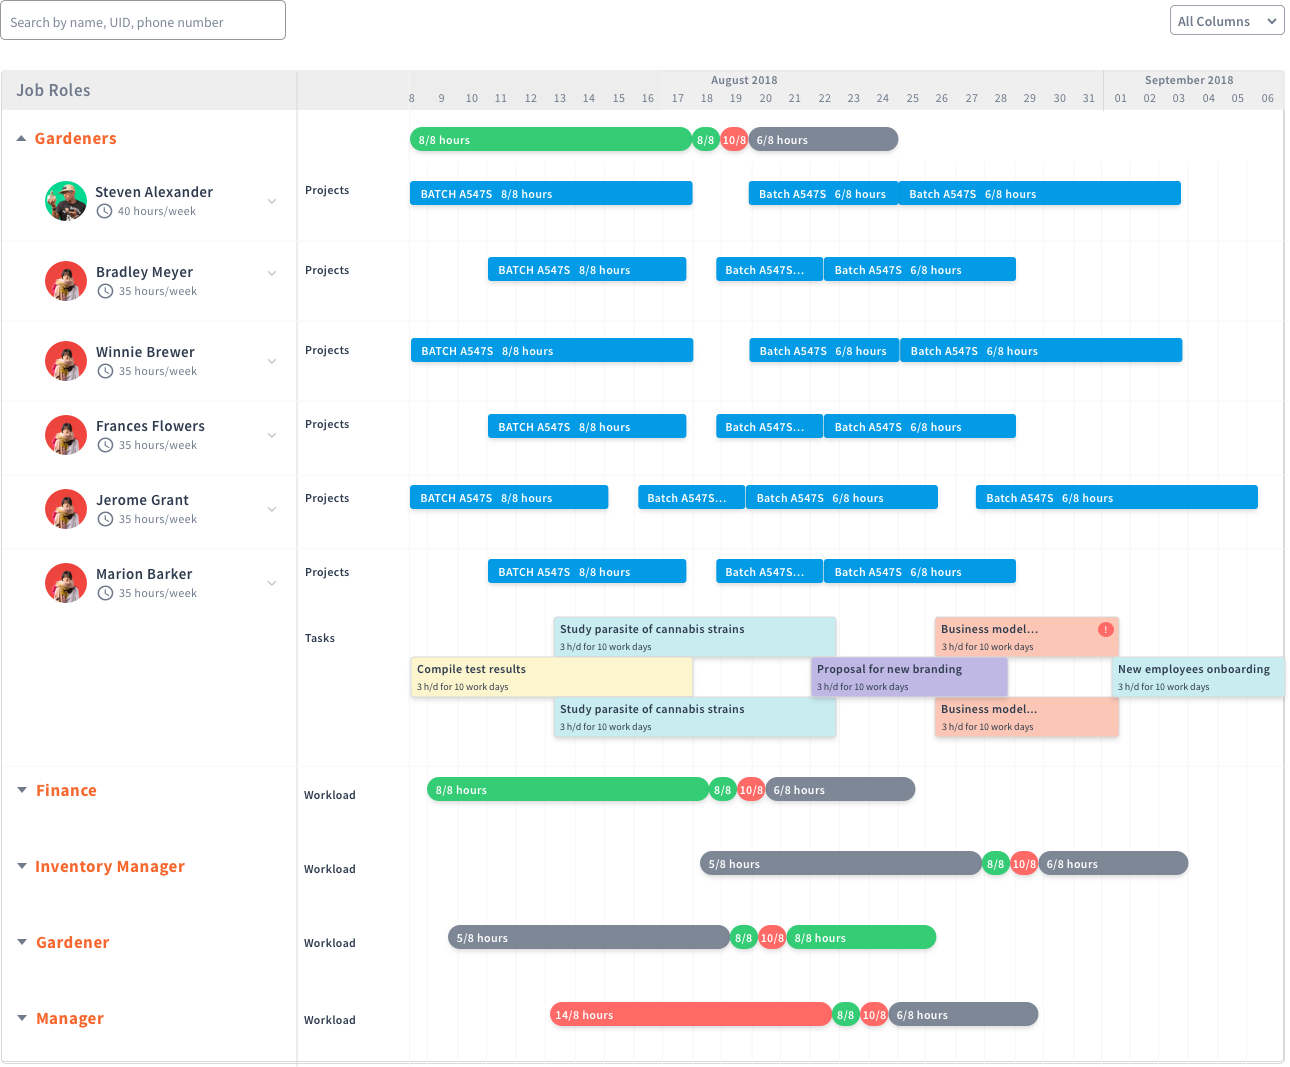 Search by name, UID, phone number
All Columns
Job Roles
August 2018
September 2018
8 9 10 11 12 13 14 15 16 17 18 19 20 21 22 23 24 25 26 27 28 29 30 31 01 02 03 04 05 06
Gardeners
8/8 hours 8/8 10/8 6/8 hours
Steven Alexander
40 hours/week
Projects
BATCH A547S 8/8 hours
Batch A547S 6/8 hours
Batch A547S 6/8 hours
Bradley Meyer
35 hours/week
Projects
BATCH A547S 8/8 hours
Batch A547S...
Batch A547S 6/8 hours
Winnie Brewer
35 hours/week
Projects
BATCH A547S 8/8 hours
Batch A547S 6/8 hours
Batch A547S 6/8 hours
Frances Flowers
35 hours/week
Projects
BATCH A547S 8/8 hours
Batch A547S...
Batch A547S 6/8 hours
Jerome Grant
35 hours/week
Projects
BATCH A547S 8/8 hours
Batch A547S...
Batch A547S 6/8 hours
Batch A547S 6/8 hours
Marion Barker
35 hours/week
Projects
BATCH A547S 8/8 hours
Batch A547S...
Batch A547S 6/8 hours
Tasks
Study parasite of cannabis strains
3 h/d for 10 work days
Business model... !
3 h/d for 10 work days
Compile test results
3 h/d for 10 work days
Proposal for new branding
3 h/d for 10 work days
New employees onboarding
3 h/d for 10 work days
Study parasite of cannabis strains
3 h/d for 10 work days
Business model...
3 h/d for 10 work days
Finance
Workload
8/8 hours 8/8 10/8 6/8 hours
Inventory Manager
Workload
5/8 hours 8/8 10/8 6/8 hours
Gardener
Workload
5/8 hours 8/8 10/8 8/8 hours
Manager
Workload
14/8 hours 8/8 10/8 6/8 hours